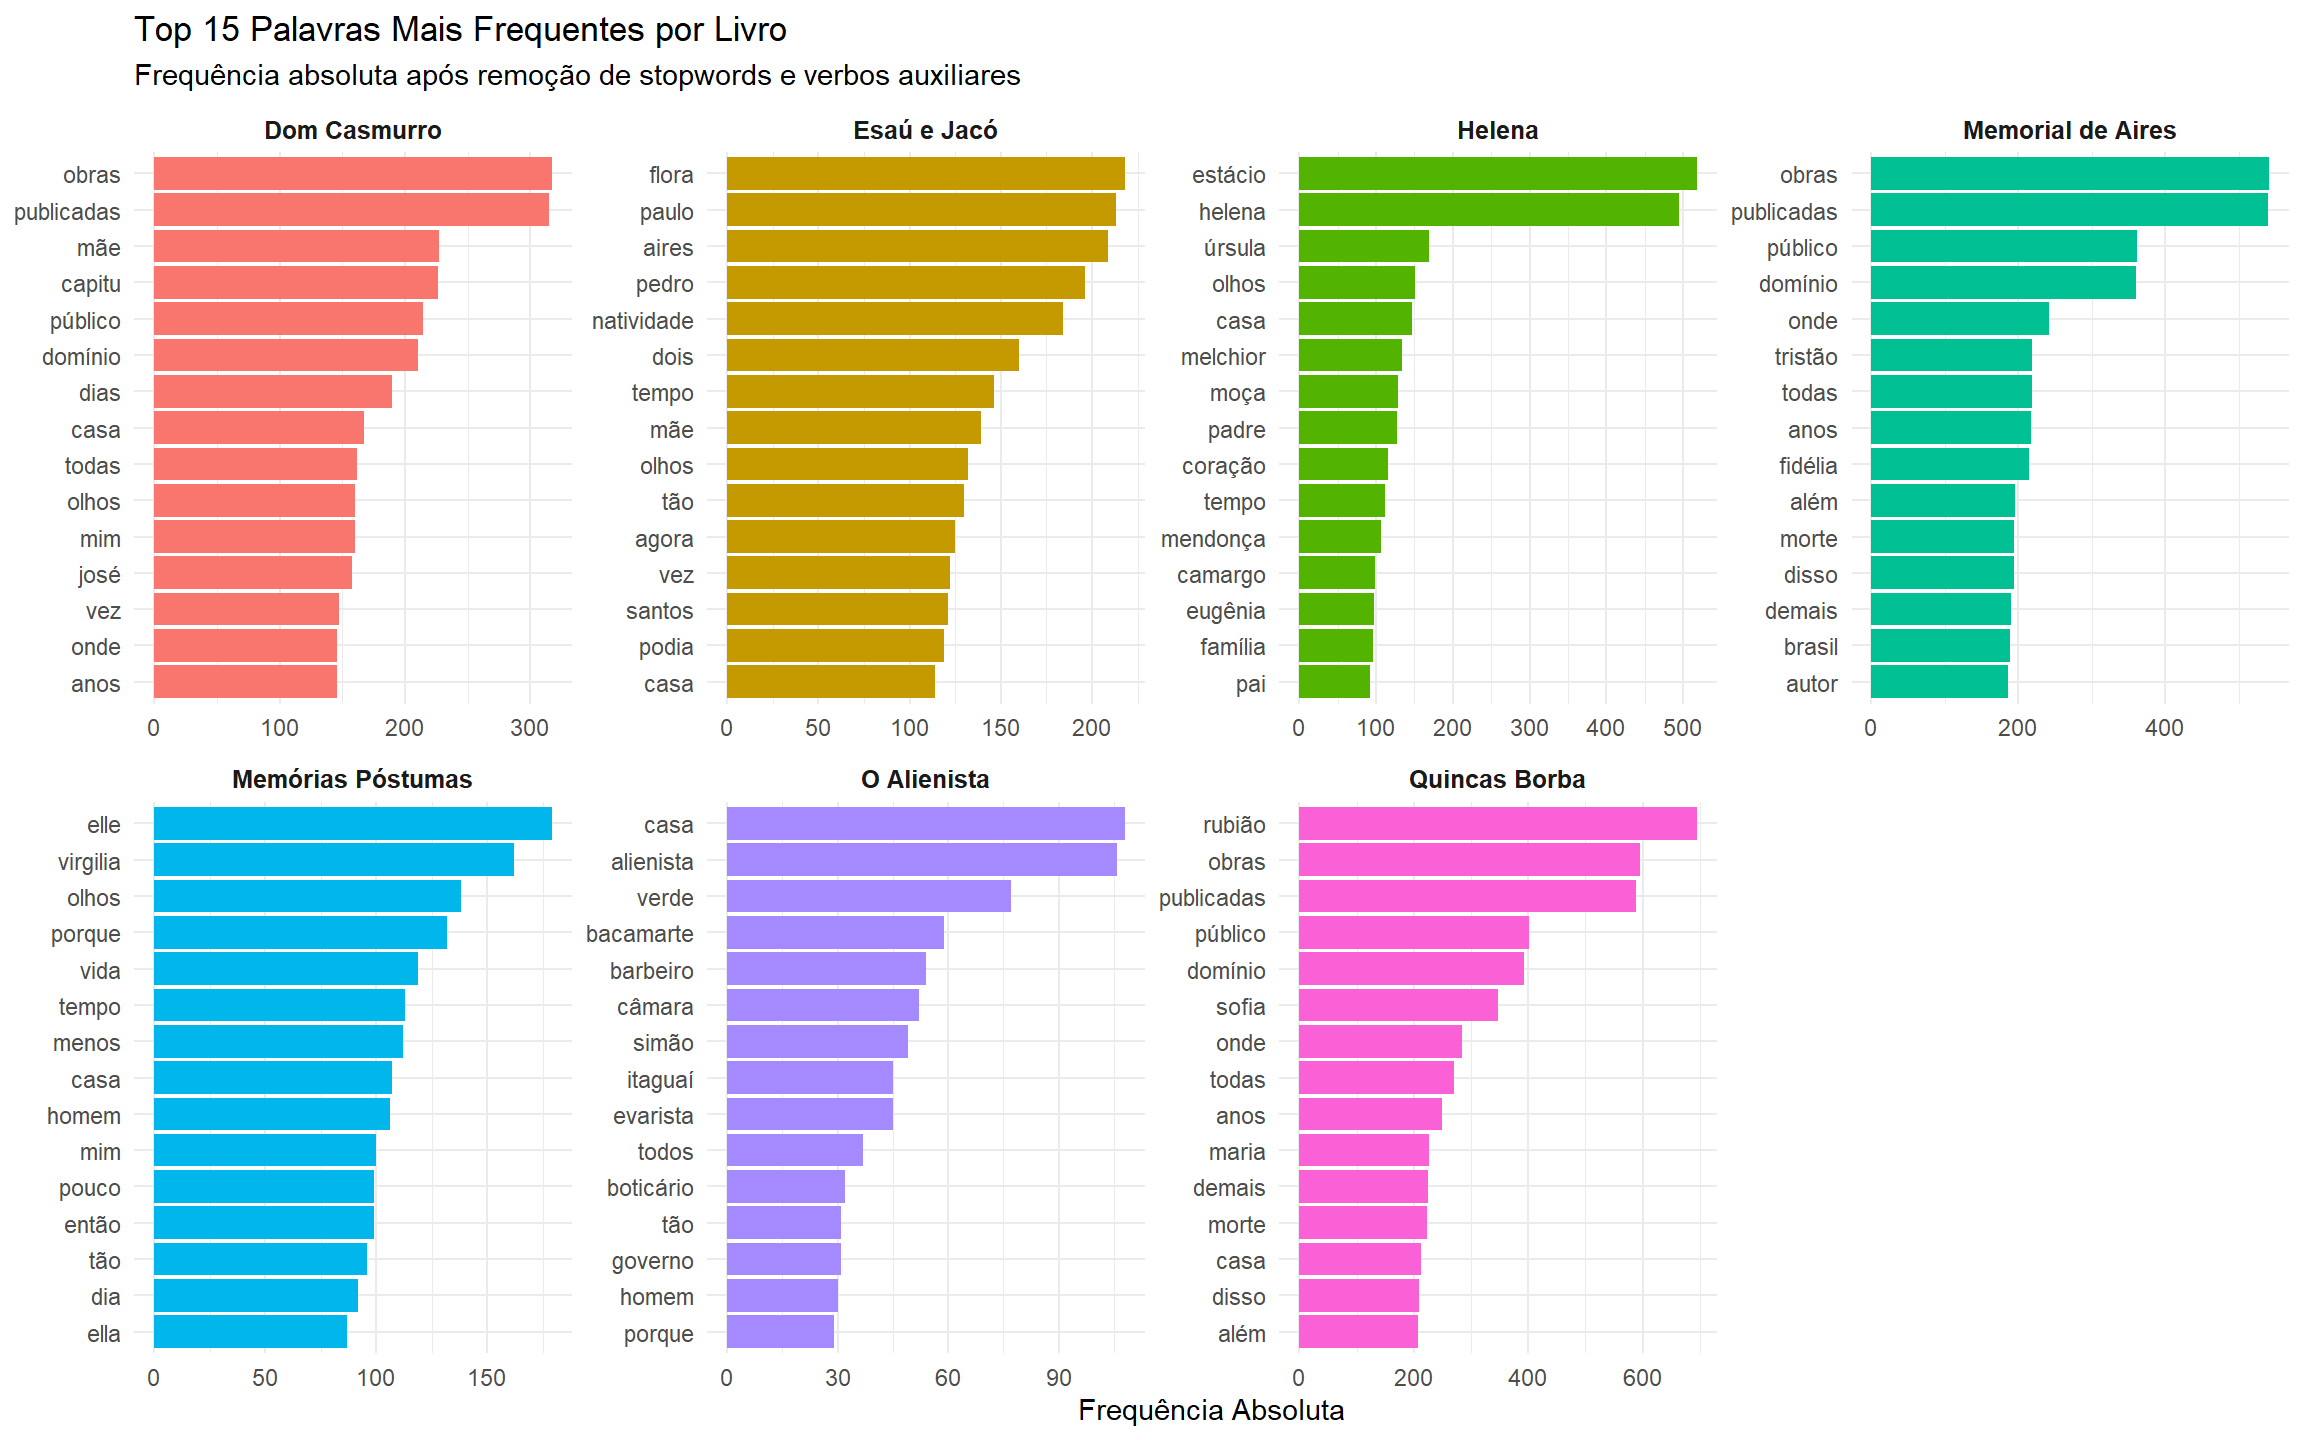 Top 15 Palavras Mais Frequentes por Livro
Frequência absoluta após remoção de stopwords e verbos auxiliares
Dom Casmurro
obras
publicadas
mãe
capitu
público
domínio
dias
casa
todas
olhos
mim
josé
vez
onde
anos
0 100 200 300
Esaú e Jacó
flora
paulo
aires
pedro
natividade
dois
tempo
mãe
olhos
tão
agora
vez
santos
podia
casa
0 50 100 150 200
Helena
estácio
helena
úrsula
olhos
casa
melchior
moça
padre
coração
tempo
mendonça
camargo
eugênia
família
pai
0 100 200 300 400 500
Memorial de Aires
obras
publicadas
público
domínio
onde
tristão
todas
anos
fidélia
além
morte
disso
demais
brasil
autor
0 200 400
Memórias Póstumas
elle
virgilia
olhos
porque
vida
tempo
menos
casa
homem
mim
pouco
então
tão
dia
ella
0 50 100 150
O Alienista
casa
alienista
verde
bacamarte
barbeiro
câmara
simão
itaguaí
evarista
todos
boticário
tão
governo
homem
porque
0 30 60 90
Quincas Borba
rubião
obras
publicadas
público
domínio
sofia
onde
todas
anos
maria
demais
morte
casa
disso
além
0 200 400 600
Frequência Absoluta